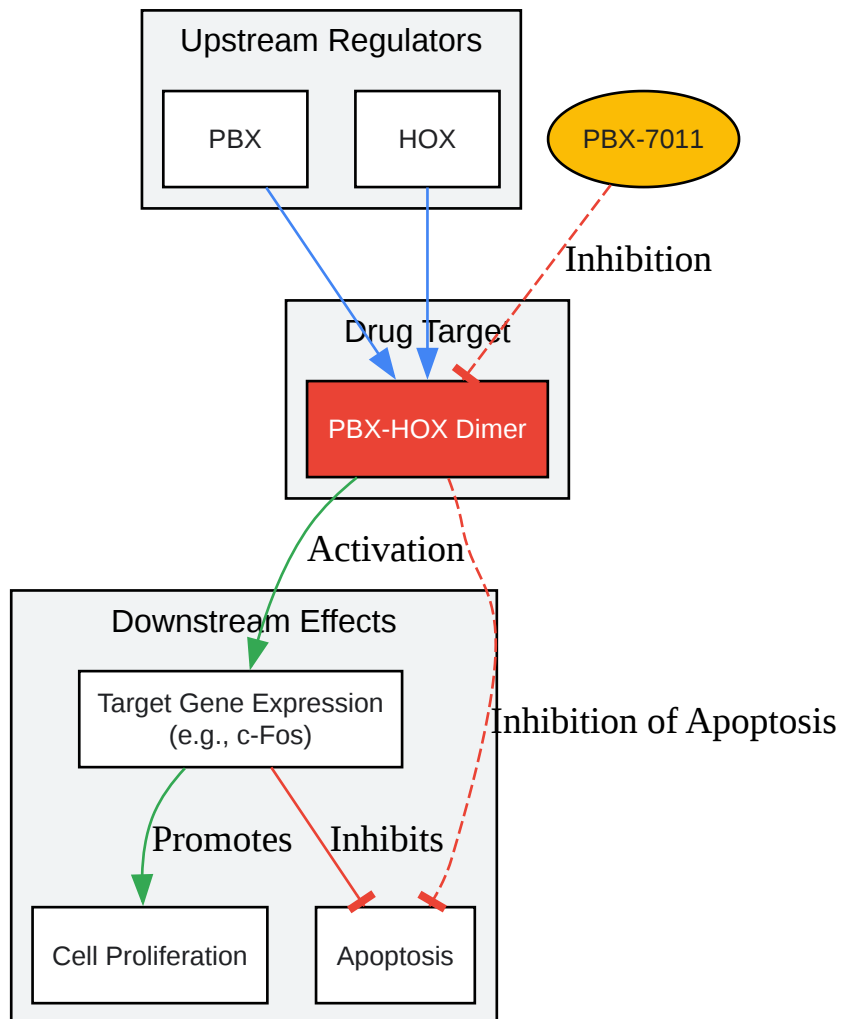 Upstream Regulators
PBX
HOX
PBX-7011
Inhibition
Drug Target
PBX-HOX Dimer
Activation
Downstream Effects
Target Gene Expression
(e.g., c-Fos)
Inhibition of Apoptosis
Promotes
Inhibits
Cell Proliferation
Apoptosis